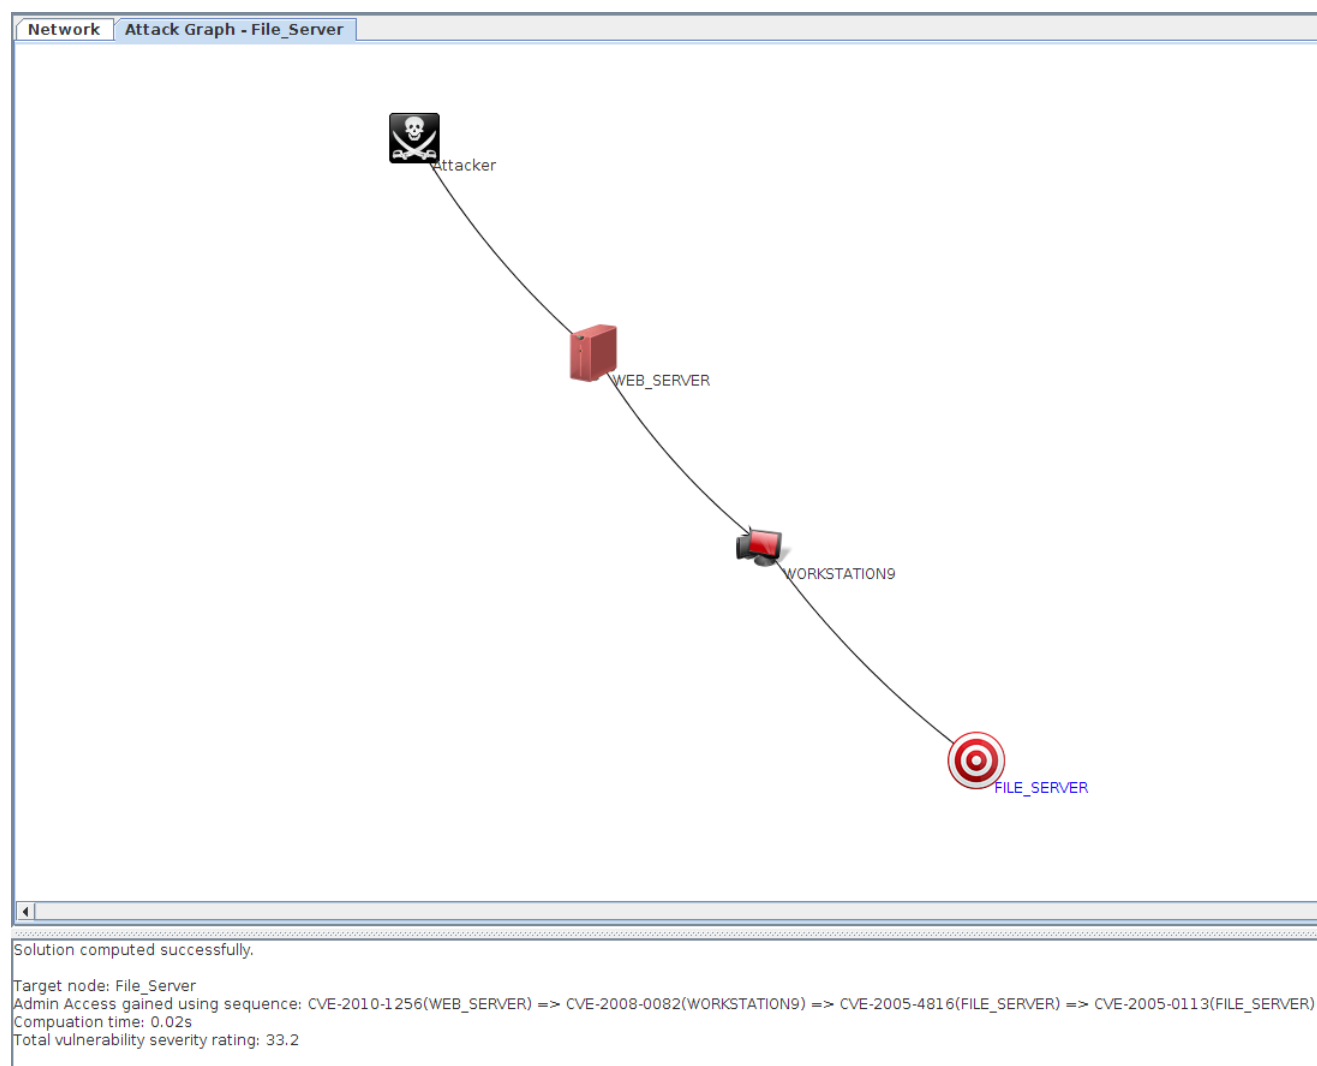 Network
Attack Graph - File_Server
Attacker
WEB_SERVER
WORKSTATION9
FILE_SERVER
Solution computed successfully.
Target node: File_Server
Admin Access gained using sequence: CVE-2010-1256(WEB_SERVER) => CVE-2008-0082(WORKSTATION9) => CVE-2005-4816(FILE_SERVER) => CVE-2005-0113(FILE_SERVER)
Compuation time: 0.02s
Total vulnerability severity rating: 33.2